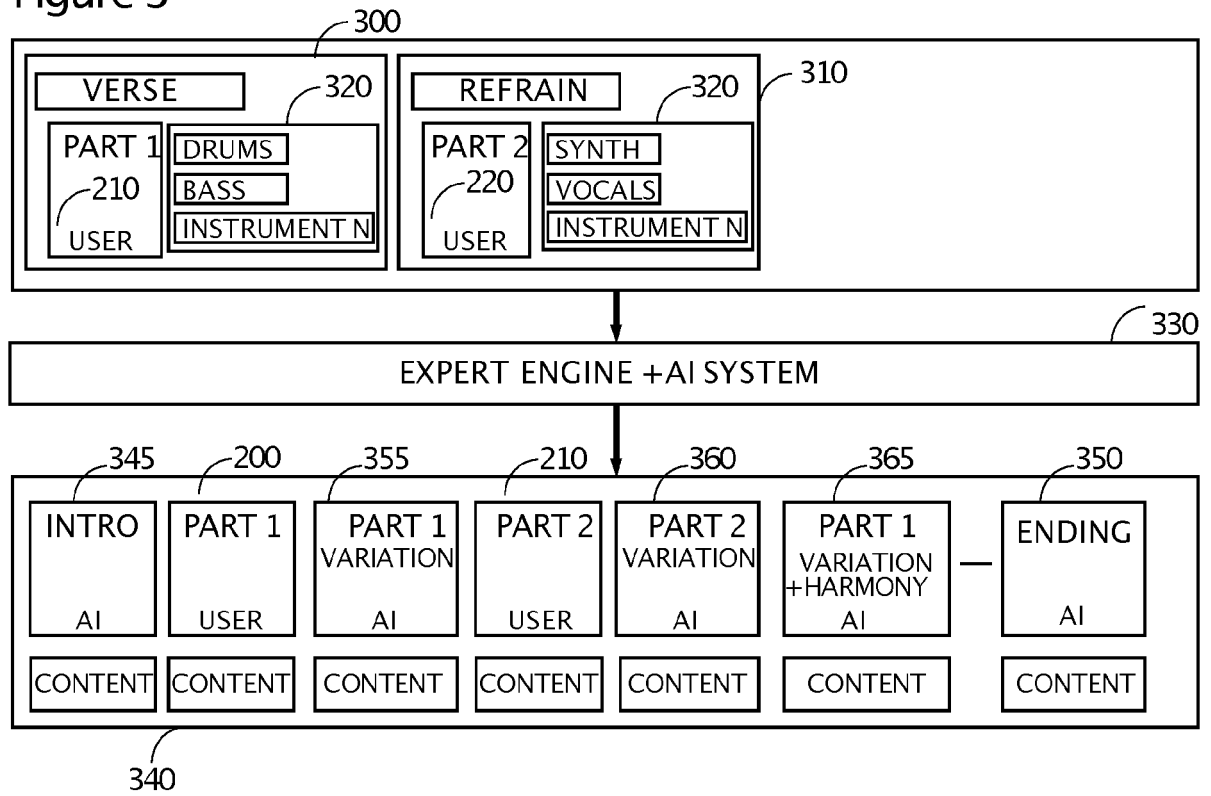 300
VERSE
320
PART 1
DRUMS
210
BASS
USER
INSTRUMENT N
310
REFRAIN
320
PART 2
SYNTH
220
VOCALS
USER
INSTRUMENT N
330
EXPERT ENGINE +AI SYSTEM
345
200
355
210
360
365
350
INTRO
AI
PART 1
USER
PART 1
VARIATION
AI
PART 2
USER
PART 2
VARIATION
AI
PART 1
VARIATION
+HARMONY
AI
ENDING
AI
CONTENT
CONTENT
CONTENT
CONTENT
CONTENT
CONTENT
CONTENT
340